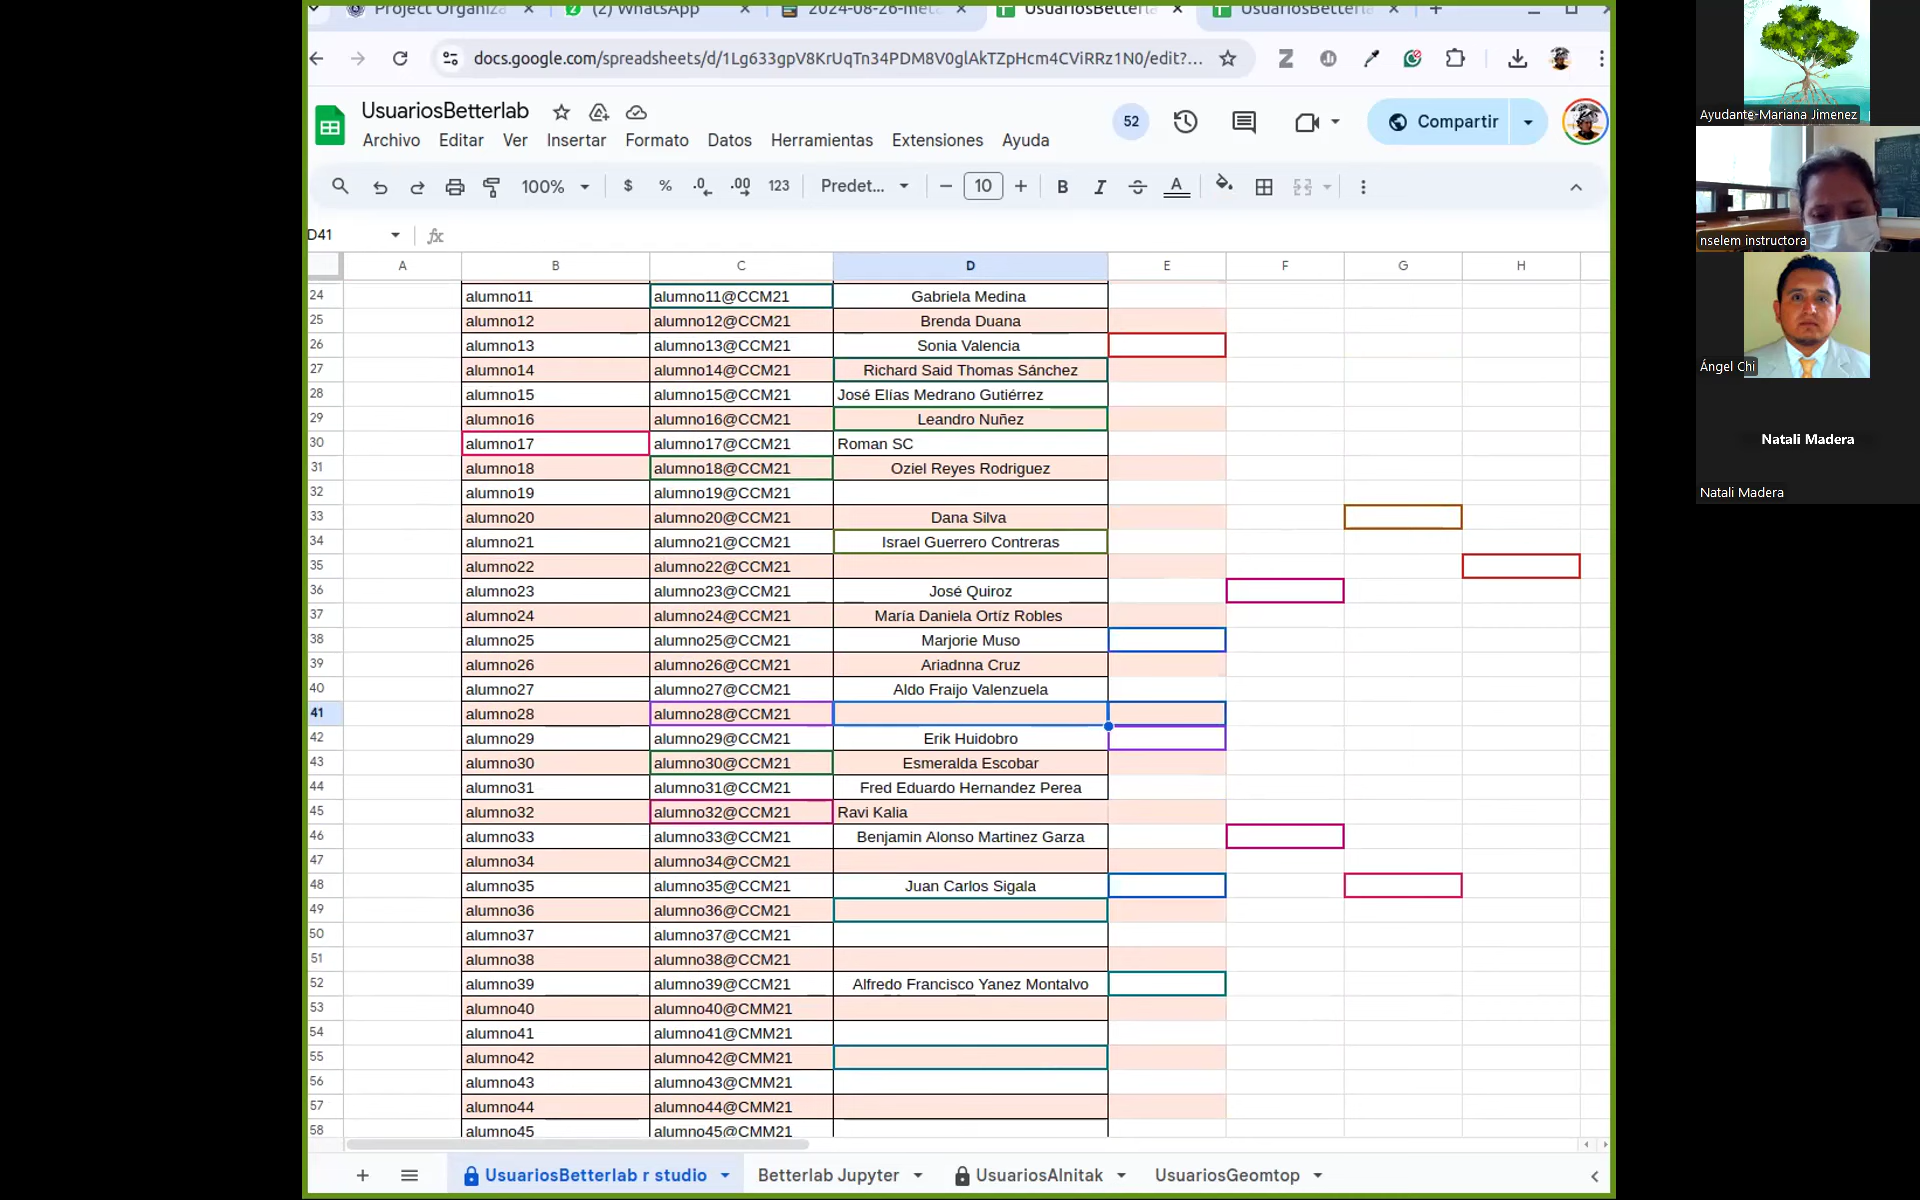 Project Organiza
(2) WhatsApp
2024-08-26-meta
UsuariosBetterla
UsuariosBetterla
docs.google.com/spreadsheets/d/1Lg633gpV8KrUqTn34PDM8V0glAkTZpHcm4CViRRz1N0/edit?...
UsuariosBetterlab
52
Compartir
Archivo Editar Ver Insertar Formato Datos Herramientas Extensiones Ayuda
100% $ % .0 .00 123 Predet... 10 B I A
D41 fx
A B C D E F G H
24 alumno11 alumno11@CCM21 Gabriela Medina
25 alumno12 alumno12@CCM21 Brenda Duana
26 alumno13 alumno13@CCM21 Sonia Valencia
27 alumno14 alumno14@CCM21 Richard Said Thomas Sánchez
28 alumno15 alumno15@CCM21 José Elías Medrano Gutiérrez
29 alumno16 alumno16@CCM21 Leandro Nuñez
30 alumno17 alumno17@CCM21 Roman SC
31 alumno18 alumno18@CCM21 Oziel Reyes Rodriguez
32 alumno19 alumno19@CCM21
33 alumno20 alumno20@CCM21 Dana Silva
34 alumno21 alumno21@CCM21 Israel Guerrero Contreras
35 alumno22 alumno22@CCM21
36 alumno23 alumno23@CCM21 José Quiroz
37 alumno24 alumno24@CCM21 María Daniela Ortíz Robles
38 alumno25 alumno25@CCM21 Marjorie Muso
39 alumno26 alumno26@CCM21 Ariadnna Cruz
40 alumno27 alumno27@CCM21 Aldo Fraijo Valenzuela
41 alumno28 alumno28@CCM21
42 alumno29 alumno29@CCM21 Erik Huidobro
43 alumno30 alumno30@CCM21 Esmeralda Escobar
44 alumno31 alumno31@CCM21 Fred Eduardo Hernandez Perea
45 alumno32 alumno32@CCM21 Ravi Kalia
46 alumno33 alumno33@CCM21 Benjamin Alonso Martinez Garza
47 alumno34 alumno34@CCM21
48 alumno35 alumno35@CCM21 Juan Carlos Sigala
49 alumno36 alumno36@CCM21
50 alumno37 alumno37@CCM21
51 alumno38 alumno38@CCM21
52 alumno39 alumno39@CCM21 Alfredo Francisco Yanez Montalvo
53 alumno40 alumno40@CMM21
54 alumno41 alumno41@CMM21
55 alumno42 alumno42@CMM21
56 alumno43 alumno43@CMM21
57 alumno44 alumno44@CMM21
58 alumno45 alumno45@CMM21
UsuariosBetterlab r studio Betterlab Jupyter UsuariosAlnitak UsuariosGeomtop
Ayudante-Mariana Jimenez
nselem instructora
Ángel Chi
Natali Madera
Natali Madera